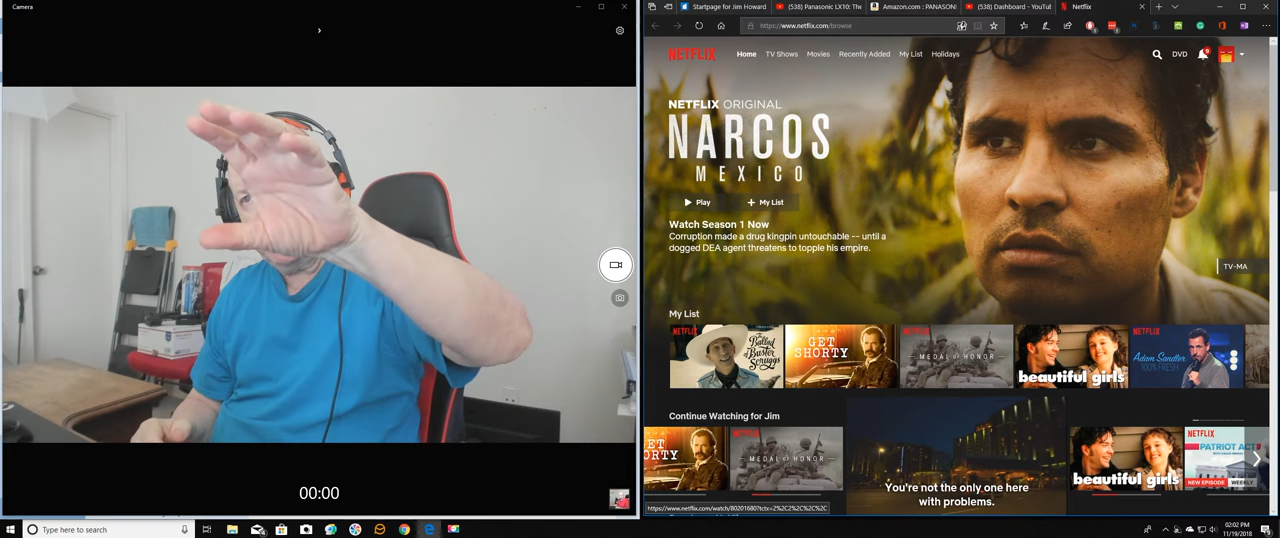 Camera
00:00
Startpage for Jim Howard
(538) Panasonic LX10: The
Amazon.com : PANASONI
(538) Dashboard - YouTul
Netflix
https://www.netflix.com/browse
NETFLIX
Home
TV Shows
Movies
Recently Added
My List
Holidays
DVD
9
NETFLIX ORIGINAL
NARCOS
MEXICO
Play
My List
Watch Season 1 Now
Corruption made a drug kingpin untouchable -- until a
dogged DEA agent threatens to topple his empire.
TV-MA
My List
NETFLIX
The
Ballad of
Buster
Scruggs
GET
SHORTY
NETFLIX
MEDAL of HONOR
beautiful girls
NETFLIX
Adam Sandler
100% FRESH
Continue Watching for Jim
ORTY
NETFLIX
MEDAL of HONOR
You're not the only one here
with problems.
beautiful girls
NETFLIX
PATRIOT ACT
NEW EPISODE
WEEKLY
https://www.netflix.com/watch/80201680?tctx=2%2C2%2C%2C%2C
Type here to search
02:02 PM
11/19/2018